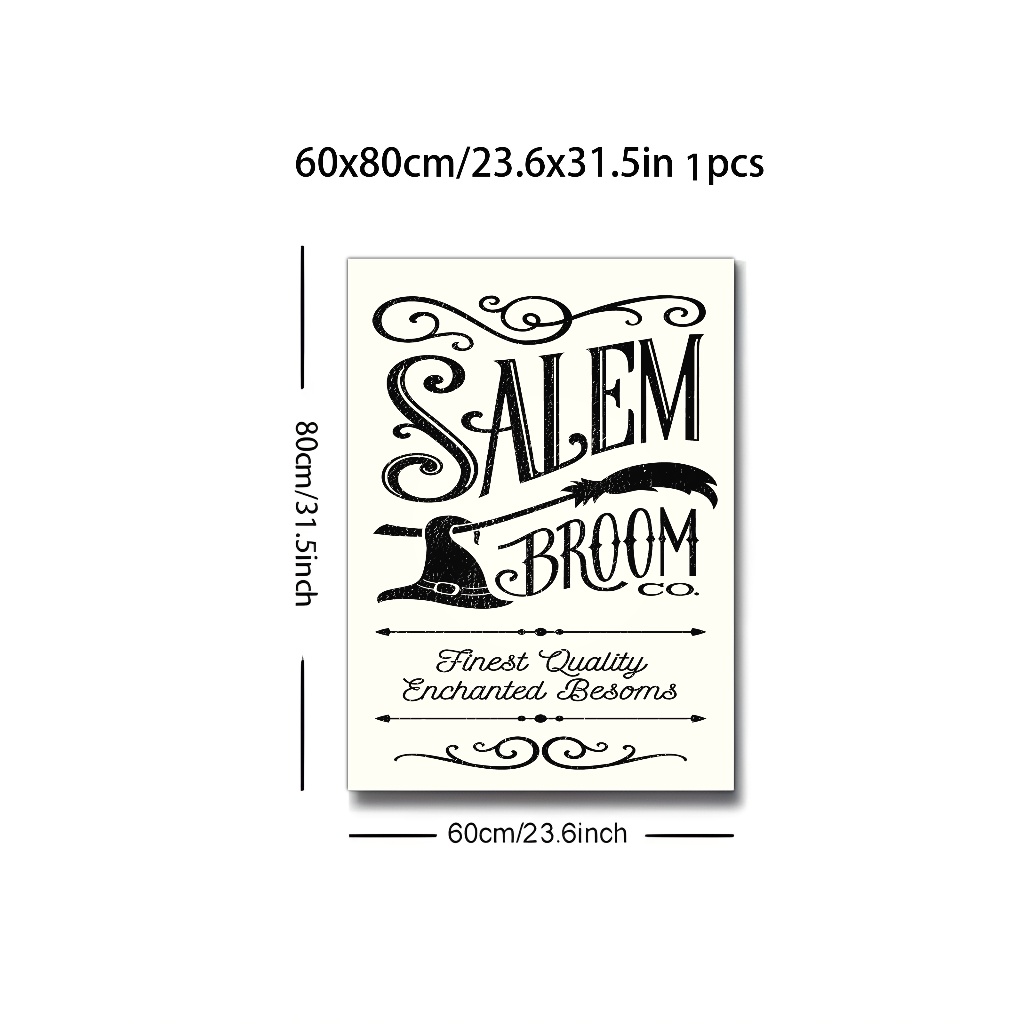 60x80cm/23.6x31.5in 1pcs
80cm/31.5inch
SALEM
BROOM
CO.
Finest Quality
Enchanted Besoms
60cm/23.6inch